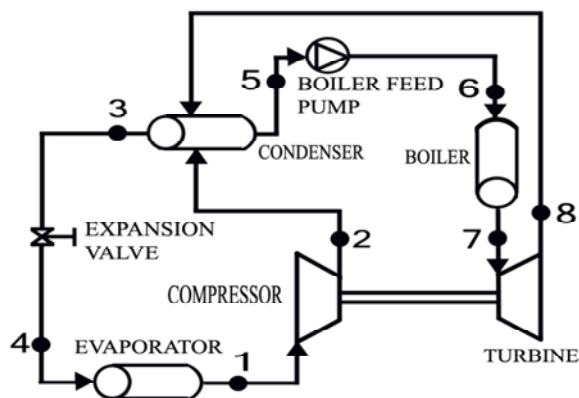 3
5
BOILER FEED
PUMP
6
CONDENSER
BOILER
EXPANSION
VALVE
2
7
8
COMPRESSOR
4
EVAPORATOR
1
TURBINE